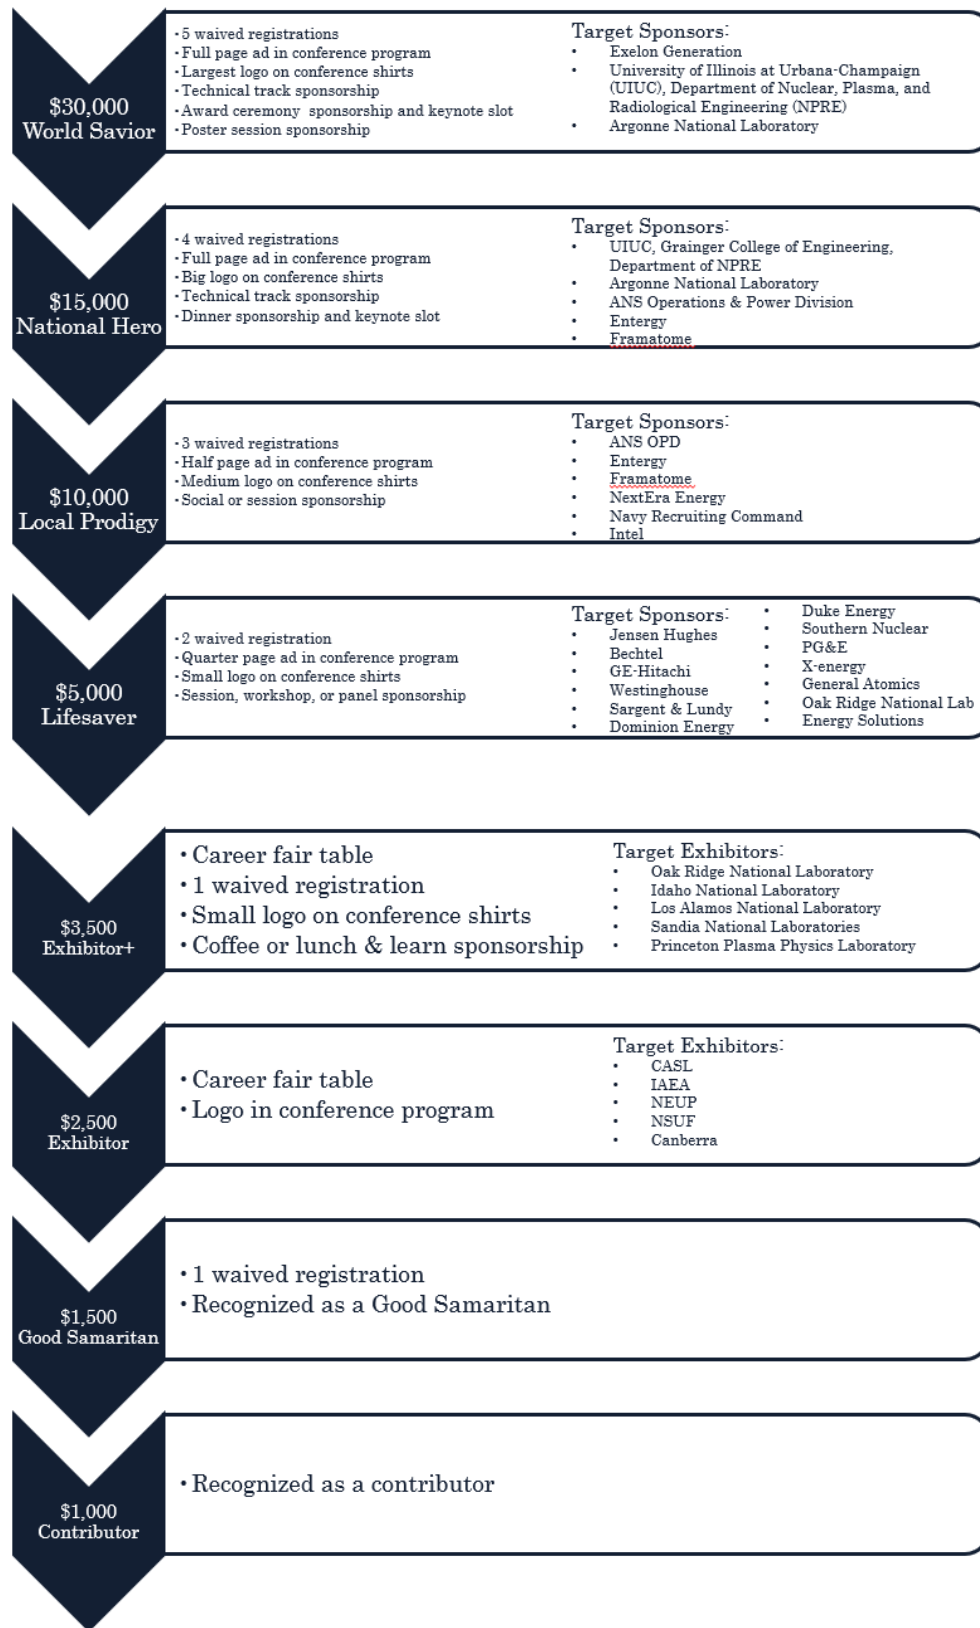 $30,000
World Savior
•5 waived registrations
•Full page ad in conference program
•Largest logo on conference shirts
•Technical track sponsorship
•Award ceremony  sponsorship and keynote slot
•Poster session sponsorship
Target Sponsors:
• Exelon Generation
• University of Illinois at Urbana-Champaign
(UIUC), Department of Nuclear, Plasma, and
Radiological Engineering (NPRE)
• Argonne National Laboratory
$15,000
National Hero
•4 waived registrations
•Full page ad in conference program
•Big logo on conference shirts
•Technical track sponsorship
•Dinner sponsorship and keynote slot
Target Sponsors:
• UIUC, Grainger College of Engineering,
Department of NPRE
• Argonne National Laboratory
• ANS Operations & Power Division
• Entergy
• Framatome
$10,000
Local Prodigy
•3 waived registrations
•Half page ad in conference program
•Medium logo on conference shirts
•Social or session sponsorship
Target Sponsors:
• ANS OPD
• Entergy
• Framatome
• NextEra Energy
• Navy Recruiting Command
• Intel
$5,000
Lifesaver
•2 waived registration
•Quarter page ad in conference program
•Small logo on conference shirts
•Session, workshop, or panel sponsorship
Target Sponsors:
• Jensen Hughes
• Bechtel
• GE-Hitachi
• Westinghouse
• Sargent & Lundy
• Dominion Energy
• Duke Energy
• Southern Nuclear
• PG&E
• X-energy
• General Atomics
• Oak Ridge National Lab
• Energy Solutions
$3,500
Exhibitor+
•Career fair table
•1 waived registration
•Small logo on conference shirts
•Coffee or lunch & learn sponsorship
Target Exhibitors:
• Oak Ridge National Laboratory
• Idaho National Laboratory
• Los Alamos National Laboratory
• Sandia National Laboratories
• Princeton Plasma Physics Laboratory
$2,500
Exhibitor
•Career fair table
•Logo in conference program
Target Exhibitors:
• CASL
• IAEA
• NEUP
• NSUF
• Canberra
$1,500
Good Samaritan
•1 waived registration
•Recognized as a Good Samaritan
$1,000
Contributor
•Recognized as a contributor